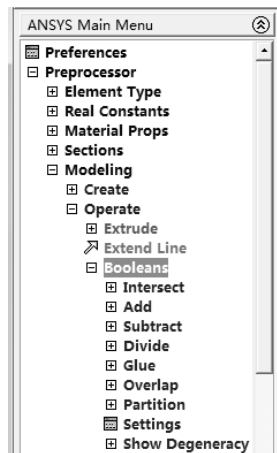 ANSYS Main Menu
Preferences
Preprocessor
Element Type
Real Constants
Material Props
Sections
Modeling
Create
Operate
Extrude
Extend Line
Booleans
Intersect
Add
Subtract
Divide
Glue
Overlap
Partition
Settings
Show Degeneracy